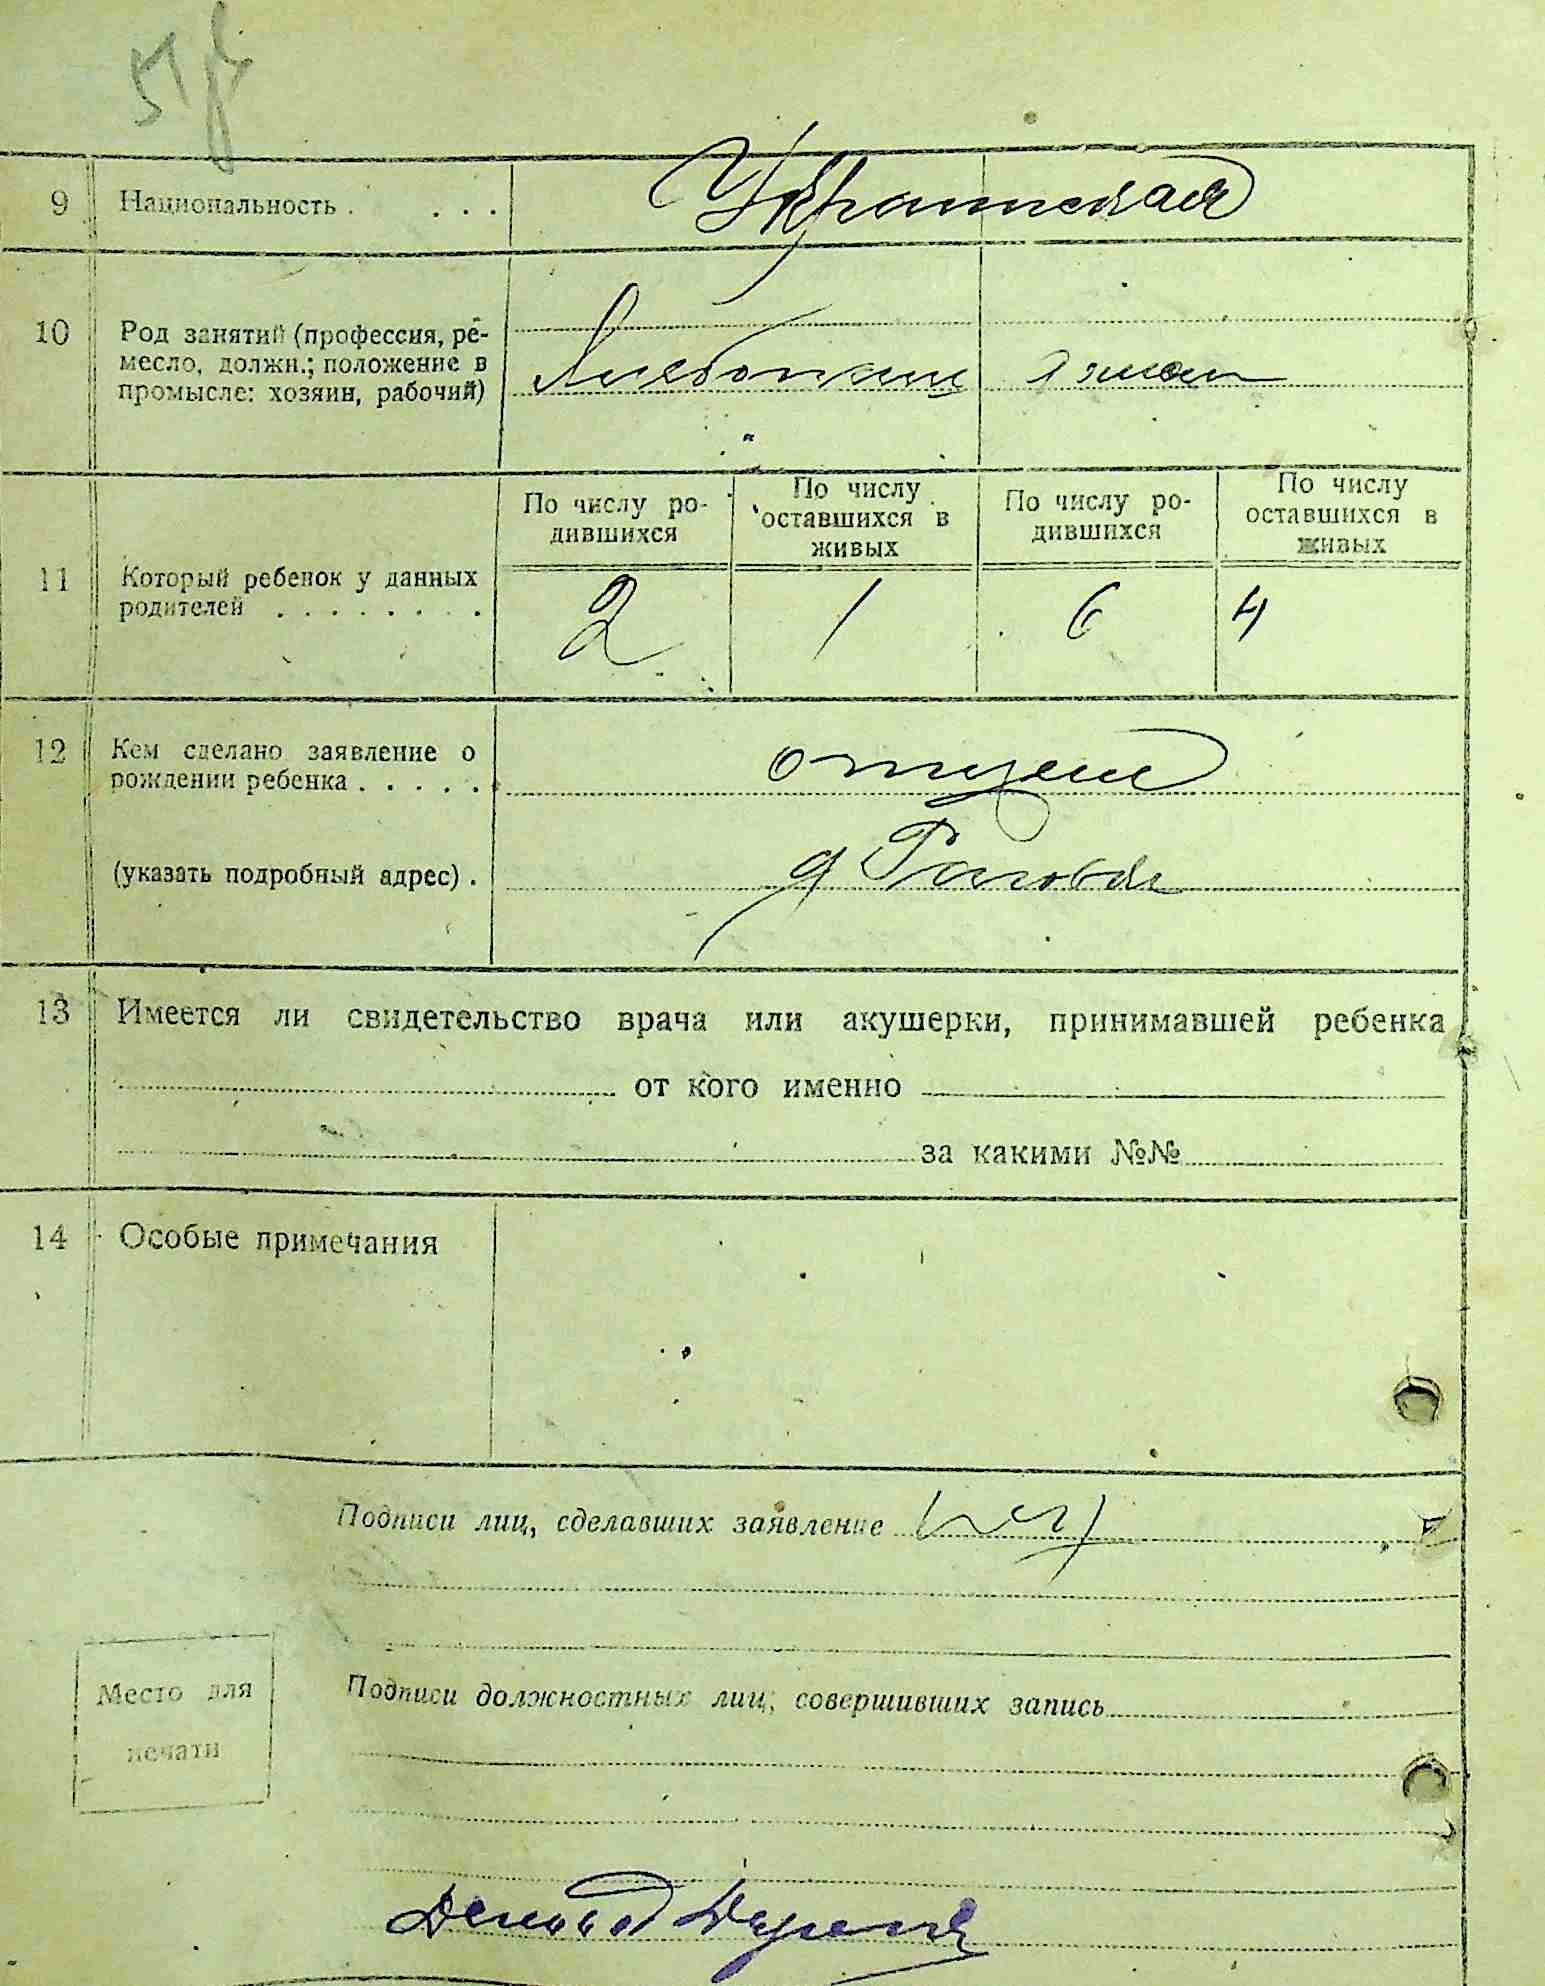 51
9 Национальность . . . . Украинская
10 Род занятий (профессия, ре-
месло, должн.; положение в
промысле: хозяин, рабочий)
Хлебопашец
По числу ро-
дившихся
По числу
оставшихся в
живых
По числу ро-
дившихся
По числу
оставшихся в
живых
11 Который ребенок у данных
родителей . . . . . . . .
2 1 6 4
12 Кем сделано заявление о
рождении ребенка . . . . . отцем
(указать подробный адрес) .
13 Имеется ли свидетельство врача или акушерки, принимавшей ребенка
от кого именно
за какими №№
14 Особые примечания
Подписи лиц, сделавших заявление
Подписи должностных лиц, совершивших запись
Место для
печати